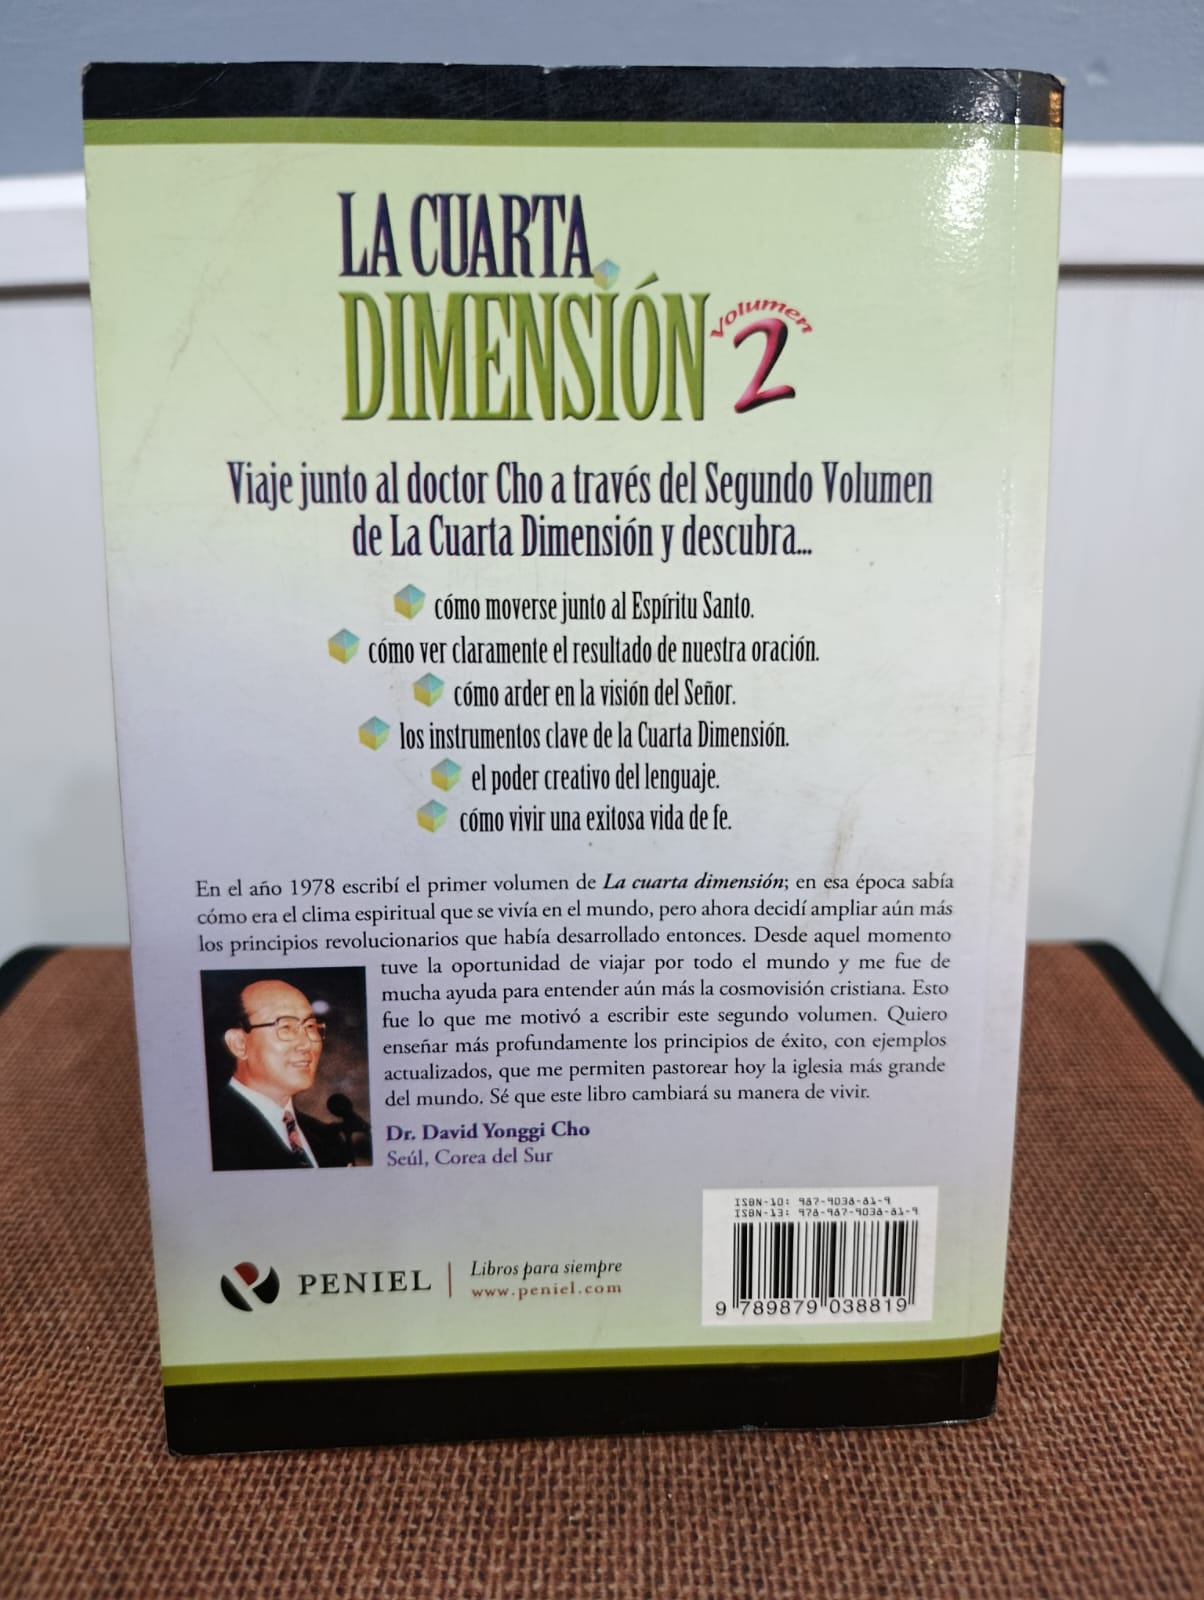 LA CUARTA
DIMENSIÓN
Volumen
2
Viaje junto al doctor Cho a través del Segundo Volumen
de La Cuarta Dimensión y descubra...
cómo moverse junto al Espíritu Santo.
cómo ver claramente el resultado de nuestra oración.
cómo arder en la visión del Señor.
los instrumentos clave de la Cuarta Dimensión.
el poder creativo del lenguaje.
cómo vivir una exitosa vida de fe.
En el año 1978 escribí el primer volumen de La cuarta dimensión; en esa época sabía
cómo era el clima espiritual que se vivía en el mundo, pero ahora decidí ampliar aún más
los principios revolucionarios que había desarrollado entonces. Desde aquel momento
tuve la oportunidad de viajar por todo el mundo y me fue de
mucha ayuda para entender aún más la cosmovisión cristiana. Esto
fue lo que me motivó a escribir este segundo volumen. Quiero
enseñar más profundamente los principios de éxito, con ejemplos
actualizados, que me permiten pastorear hoy la iglesia más grande
del mundo. Sé que este libro cambiará su manera de vivir.
Dr. David Yonggi Cho
Seúl, Corea del Sur
ISBN-10: 987-9038-81-9
ISBN-13: 978-987-9038-81-9
9 789879 038819
PENIEL
Libros para siempre
www.peniel.com